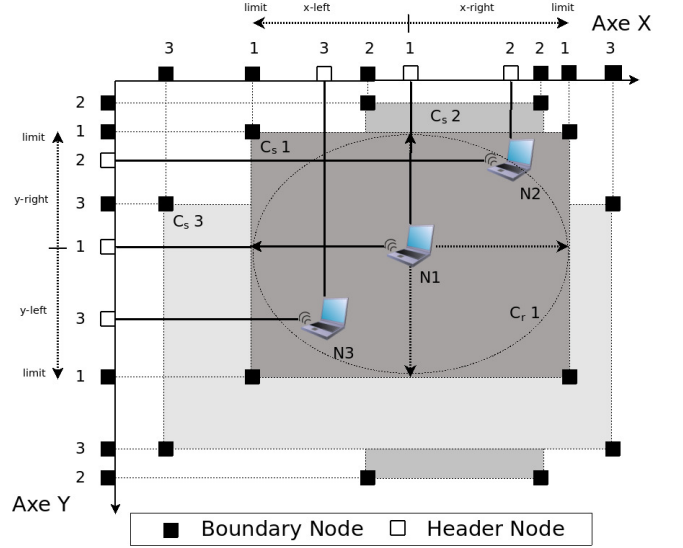 limit x-left x-right limit
Axe X
3 1 3 2 1 2 2 1 3
2
Cs 2
limit 1
Cs 1
2
N2
y-right 3
Cs 3
1
N1
y-left 3
Cr 1
N3
limit 1
3
2
Axe Y
Boundary Node Header Node